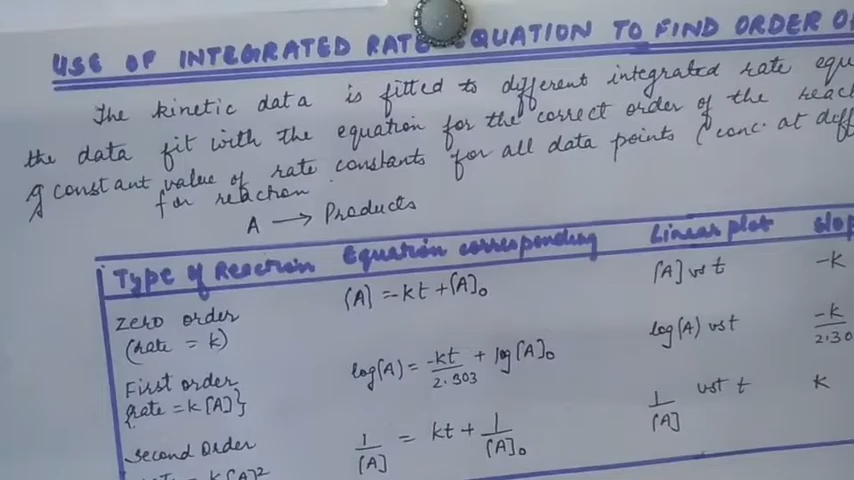 USE OF INTEGRATED RATE EQUATION TO FIND ORDER O
The kinetic data is fitted to different integrated rate equ
the data fit with the equation for the correct order of the reac
constant value of rate constants for all data points (conc. at diff
for reaction
A → Products
Type of Reaction Equation corresponding Linear plot slop
Zero order [A] = -kt + [A]₀ [A] vs t -k
(rate = k)
First order log[A] = -kt/2.303 + log[A]₀ log[A] vs t -k/2.30
{rate = k[A]}
Second Order 1/[A] = kt + 1/[A]₀ 1/[A] vs t k
= k[A]²